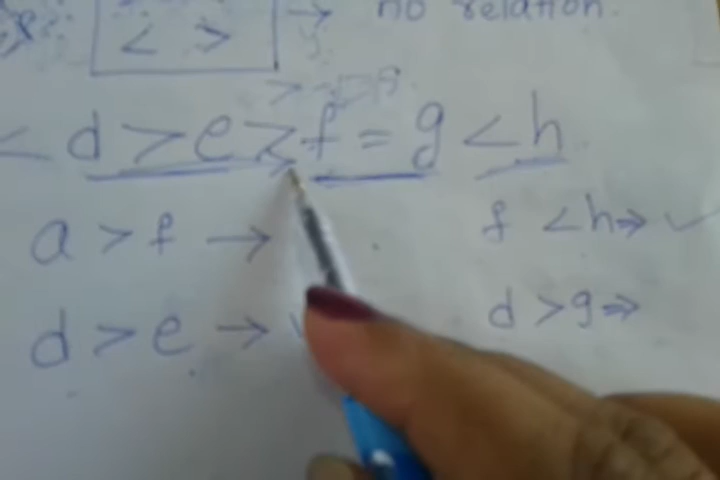 → no relation.
< >
< d > e > f = g < h
a > f → f < h ⇒ ✓
d > e → d > g ⇒